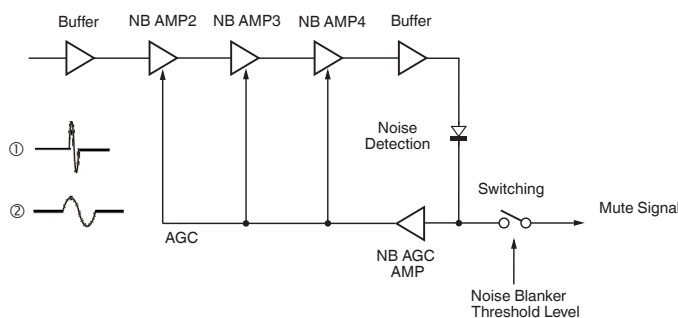 Buffer
NB AMP2
NB AMP3
NB AMP4
Buffer
Noise
Detection
①
②
Switching
Mute Signal
AGC
NB AGC
AMP
Noise Blanker
Threshold Level